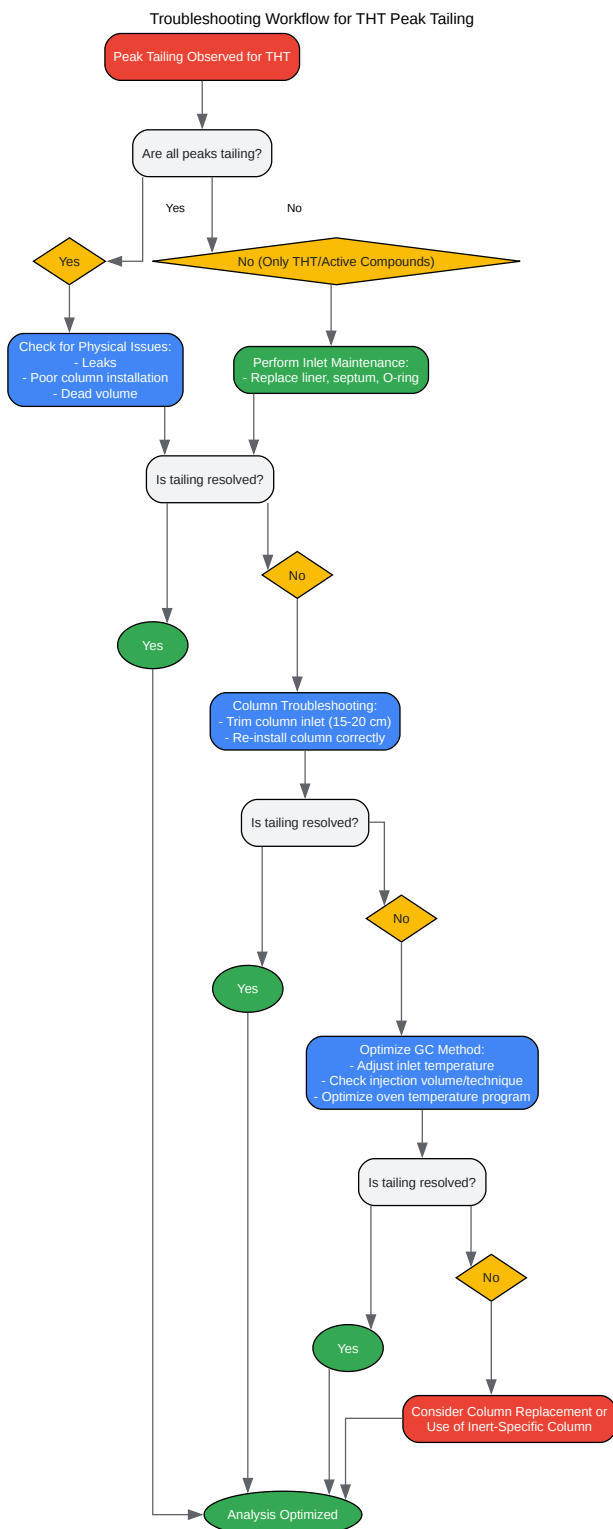 Troubleshooting Workflow for THT Peak Tailing
Peak Tailing Observed for THT
Are all peaks tailing?
Yes
No
Yes
No (Only THT/Active Compounds)
Check for Physical Issues:
- Leaks
- Poor column installation
- Dead volume
Perform Inlet Maintenance:
- Replace liner, septum, O-ring
Is tailing resolved?
No
Yes
Column Troubleshooting:
- Trim column inlet (15-20 cm)
- Re-install column correctly
Is tailing resolved?
No
Yes
Optimize GC Method:
- Adjust inlet temperature
- Check injection volume/technique
- Optimize oven temperature program
Is tailing resolved?
No
Yes
Consider Column Replacement or
Use of Inert-Specific Column
Analysis Optimized